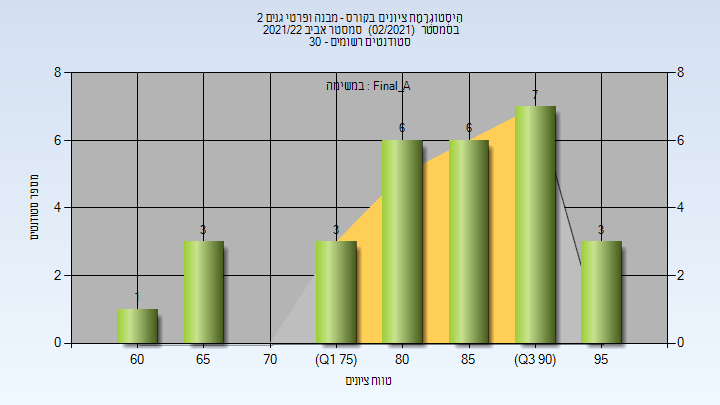 היסטוגרמת ציונים בקורס - מבנה ופרטי גנים 2
בסמסטר (02/2021) סמסטר אביב 2021/22
סטודנטים רשומים - 30
במשימה : Final_A
8 8
6 6
4 4
2 2
0 0
1 3 3 6 6 7 3
מספר סטודנטים
60 65 70 (Q1 75) 80 85 (Q3 90) 95
טווח ציונים